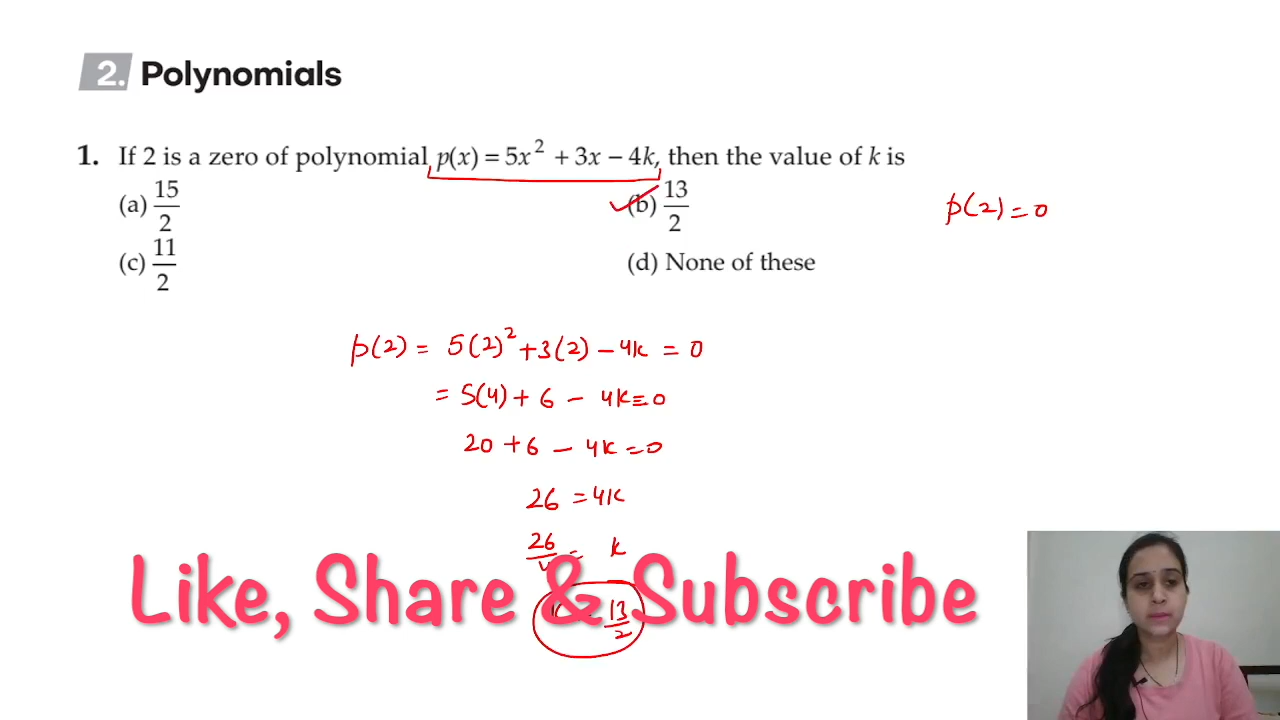 2. Polynomials
1. If 2 is a zero of polynomial p(x) = 5x² + 3x − 4k, then the value of k is
(a) 15/2 (b) 13/2
p(2) = 0
(c) 11/2 (d) None of these
p(2) = 5(2)² + 3(2) − 4k = 0
= 5(4) + 6 − 4k = 0
20 + 6 − 4k = 0
26 = 4k
26/4 = k
13/2
Like, Share & Subscribe